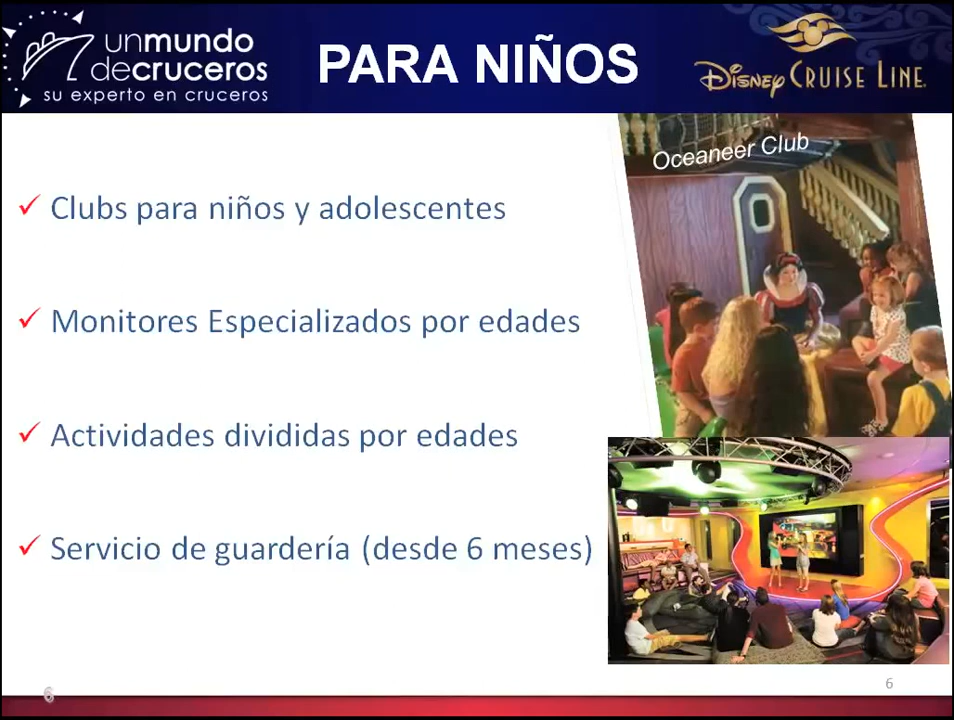 unmundo
decruceros
su experto en cruceros
PARA NIÑOS
DISNEY CRUISE LINE.
Oceaneer Club
✓ Clubs para niños y adolescentes
✓ Monitores Especializados por edades
✓ Actividades divididas por edades
✓ Servicio de guardería (desde 6 meses)
6
6